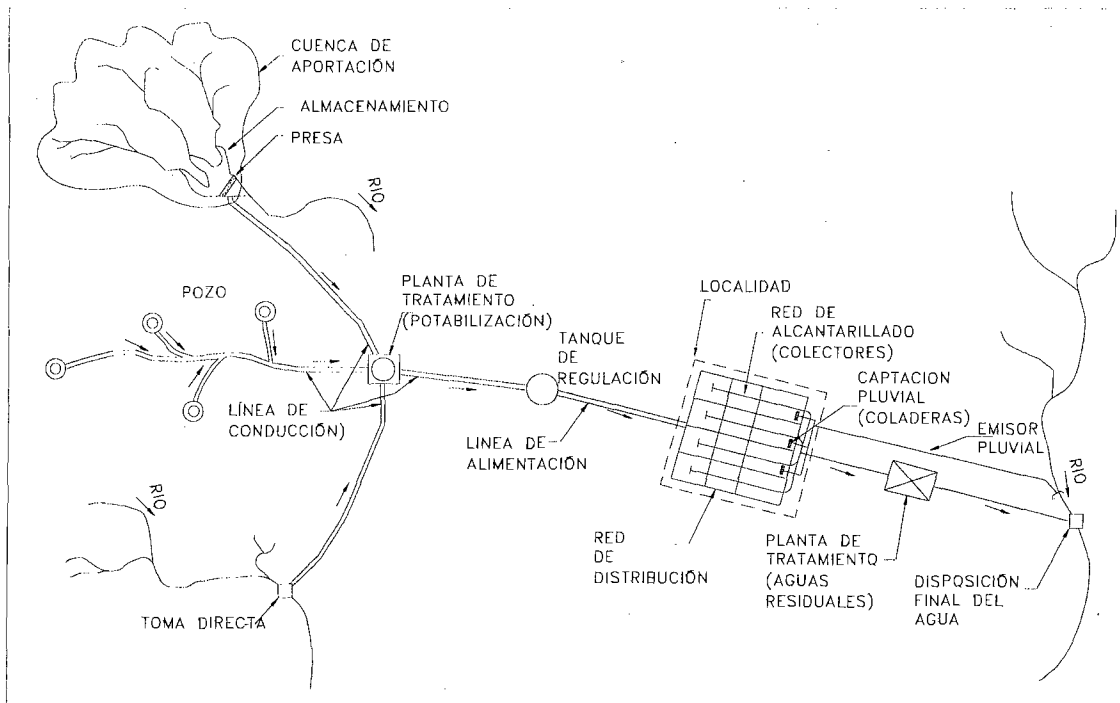 CUENCA DE
APORTACIÓN
ALMACENAMIENTO
PRESA
RIO
POZO
PLANTA DE
TRATAMIENTO
(POTABILIZACIÓN)
LÍNEA DE
CONDUCCIÓN)
TANQUE
DE
REGULACIÓN
LINEA DE
ALIMENTACIÓN
LOCALIDAD
RED DE
ALCANTARILLADO
(COLECTORES)
CAPTACION
PLUVIAL
(COLADERAS)
EMISOR
PLUVIAL
RIO
RED
DE
DISTRIBUCIÓN
PLANTA DE
TRATAMIENTO
(AGUAS
RESIDUALES)
DISPOSICIÓN
FINAL DEL
AGUA
RIO
TOMA DIRECTA